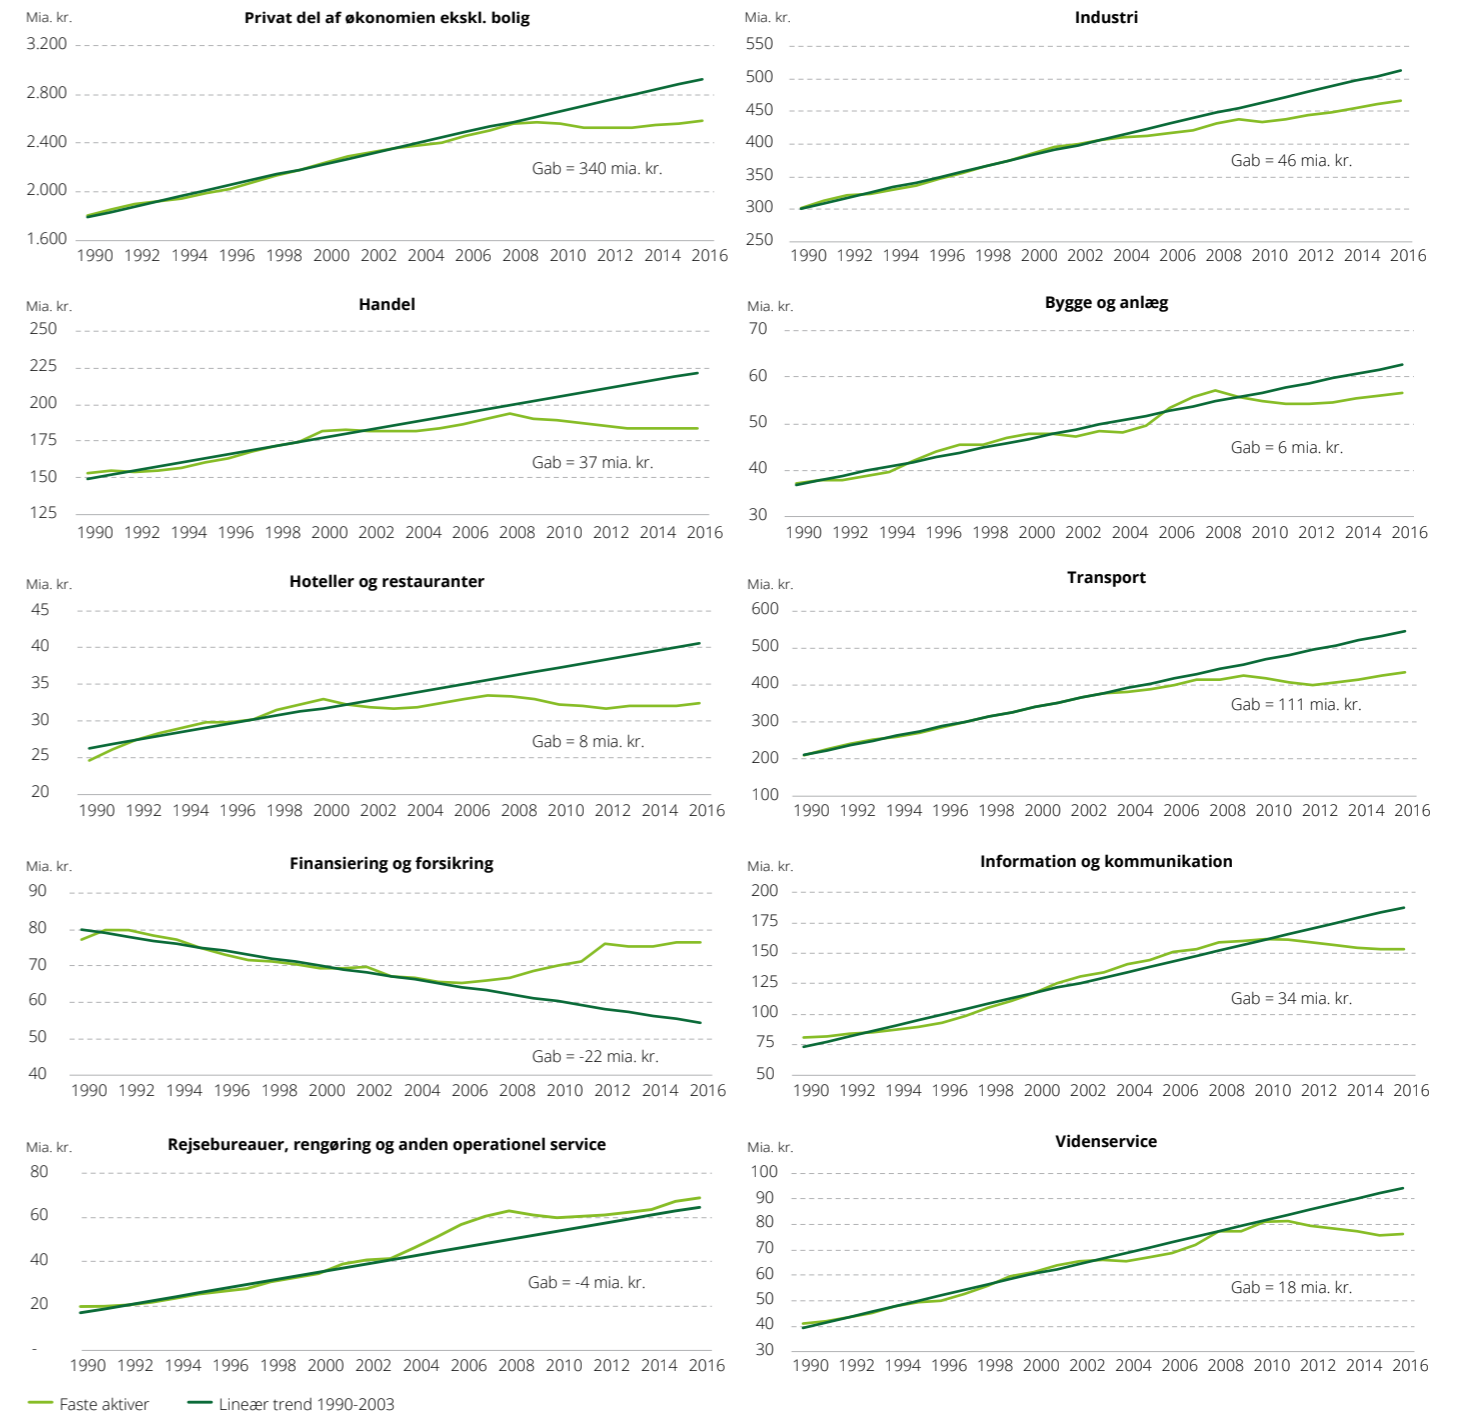 Privat del af økonomien ekskl. bolig
Mia. kr.
3.200
2.800
2.400
2.000
1.600
Gab = 340 mia. kr.
1990 1992 1994 1996 1998 2000 2002 2004 2006 2008 2010 2012 2014 2016
Industri
Mia. kr.
550
500
450
400
350
300
250
Gab = 46 mia. kr.
1990 1992 1994 1996 1998 2000 2002 2004 2006 2008 2010 2012 2014 2016
Handel
Mia. kr.
250
225
200
175
150
125
Gab = 37 mia. kr.
1990 1992 1994 1996 1998 2000 2002 2004 2006 2008 2010 2012 2014 2016
Bygge og anlæg
Mia. kr.
70
60
50
40
30
Gab = 6 mia. kr.
1990 1992 1994 1996 1998 2000 2002 2004 2006 2008 2010 2012 2014 2016
Hoteller og restauranter
Mia. kr.
45
40
35
30
25
20
Gab = 8 mia. kr.
1990 1992 1994 1996 1998 2000 2002 2004 2006 2008 2010 2012 2014 2016
Transport
Mia. kr.
600
500
400
300
200
100
Gab = 111 mia. kr.
1990 1992 1994 1996 1998 2000 2002 2004 2006 2008 2010 2012 2014 2016
Finansiering og forsikring
Mia. kr.
90
80
70
60
50
40
Gab = -22 mia. kr.
1990 1992 1994 1996 1998 2000 2002 2004 2006 2008 2010 2012 2014 2016
Information og kommunikation
Mia. kr.
200
175
150
125
100
75
50
Gab = 34 mia. kr.
1990 1992 1994 1996 1998 2000 2002 2004 2006 2008 2010 2012 2014 2016
Rejsebureauer, rengøring og anden operationel service
Mia. kr.
80
60
40
20
-
Gab = -4 mia. kr.
1990 1992 1994 1996 1998 2000 2002 2004 2006 2008 2010 2012 2014 2016
Videnservice
Mia. kr.
100
90
80
70
60
50
40
30
Gab = 18 mia. kr.
1990 1992 1994 1996 1998 2000 2002 2004 2006 2008 2010 2012 2014 2016
Faste aktiver
Lineær trend 1990-2003